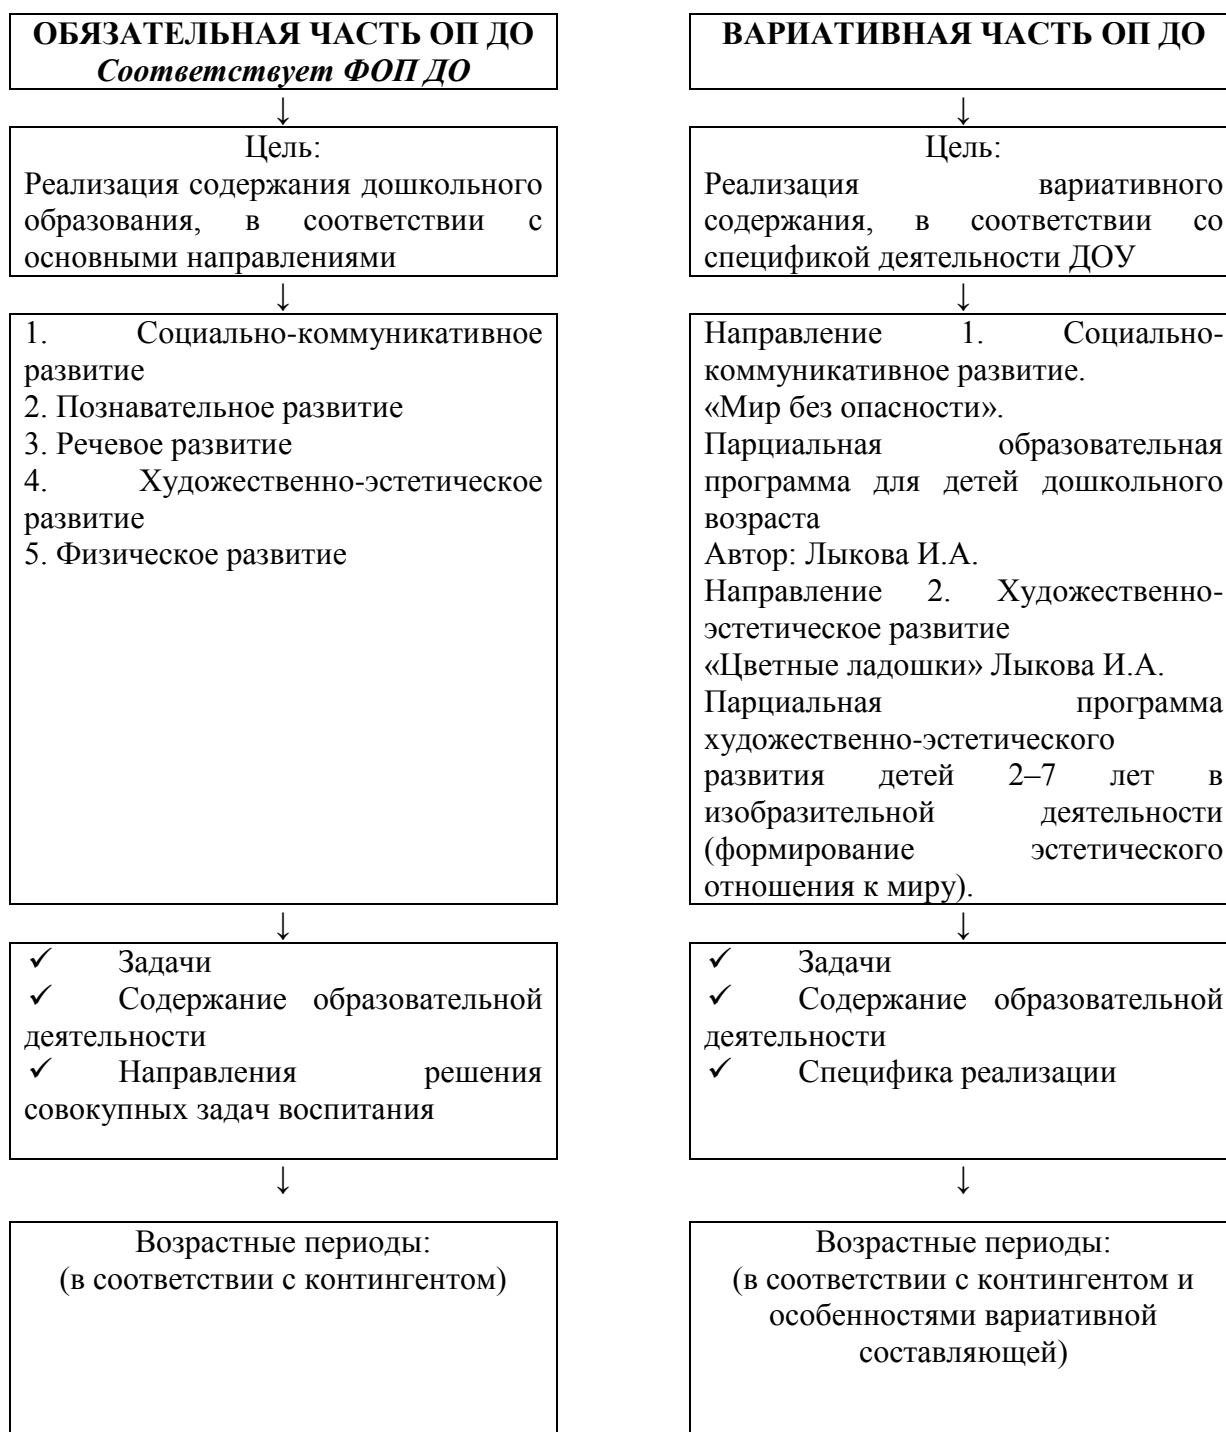 ОБЯЗАТЕЛЬНАЯ ЧАСТЬ ОП ДО
Соответствует ФОП ДО
↓
Цель:
Реализация содержания дошкольного
образования, в соответствии с
основными направлениями
↓
1. Социально-коммуникативное
развитие
2. Познавательное развитие
3. Речевое развитие
4. Художественно-эстетическое
развитие
5. Физическое развитие
↓
✓ Задачи
✓ Содержание образовательной
деятельности
✓ Направления решения
совокупных задач воспитания
↓
Возрастные периоды:
(в соответствии с контингентом)
ВАРИАТИВНАЯ ЧАСТЬ ОП ДО
↓
Цель:
Реализация вариативного
содержания, в соответствии со
спецификой деятельности ДОУ
↓
Направление 1. Социально-
коммуникативное развитие.
«Мир без опасности».
Парциальная образовательная
программа для детей дошкольного
возраста
Автор: Лыкова И.А.
Направление 2. Художественно-
эстетическое развитие
«Цветные ладошки» Лыкова И.А.
Парциальная программа
художественно-эстетического
развития детей 2–7 лет в
изобразительной деятельности
(формирование эстетического
отношения к миру).
↓
✓ Задачи
✓ Содержание образовательной
деятельности
✓ Специфика реализации
↓
Возрастные периоды:
(в соответствии с контингентом и
особенностями вариативной
составляющей)